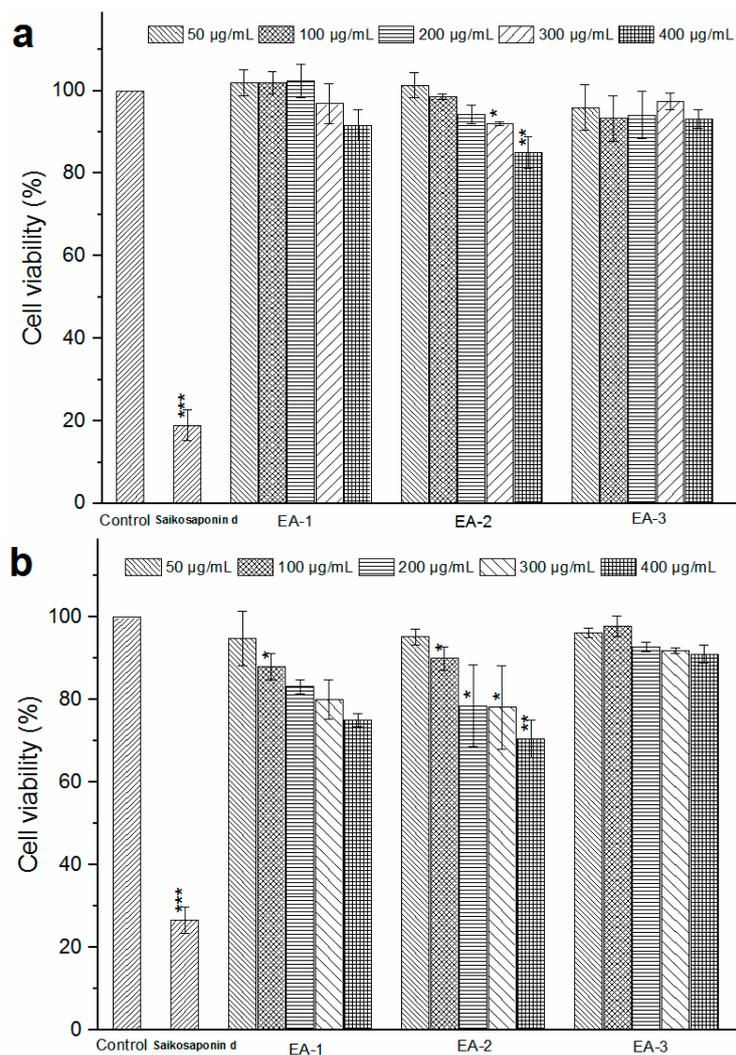 a
50 µg/mL 100 µg/mL 200 µg/mL 300 µg/mL 400 µg/mL
Cell viability (%)
100
80
60
40
20
0
***
*
**
Control Saikosaponin d EA-1 EA-2 EA-3
b
50 µg/mL 100 µg/mL 200 µg/mL 300 µg/mL 400 µg/mL
Cell viability (%)
100
80
60
40
20
0
***
*
*
*
*
**
Control Saikosaponin d EA-1 EA-2 EA-3